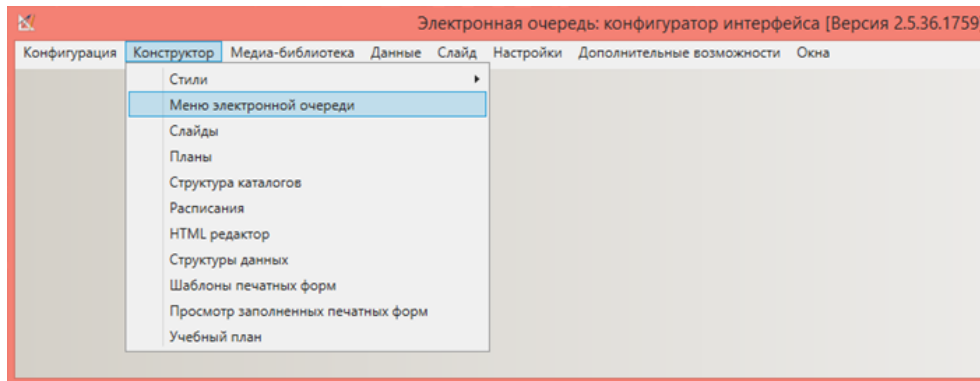 Электронная очередь: конфигуратор интерфейса [Версия 2.5.36.1759
Конфигурация Конструктор Медиа-библиотека Данные Слайд Настройки Дополнительные возможности Окна
Стили
Меню электронной очереди
Слайды
Планы
Структура каталогов
Расписания
HTML редактор
Структуры данных
Шаблоны печатных форм
Просмотр заполненных печатных форм
Учебный план